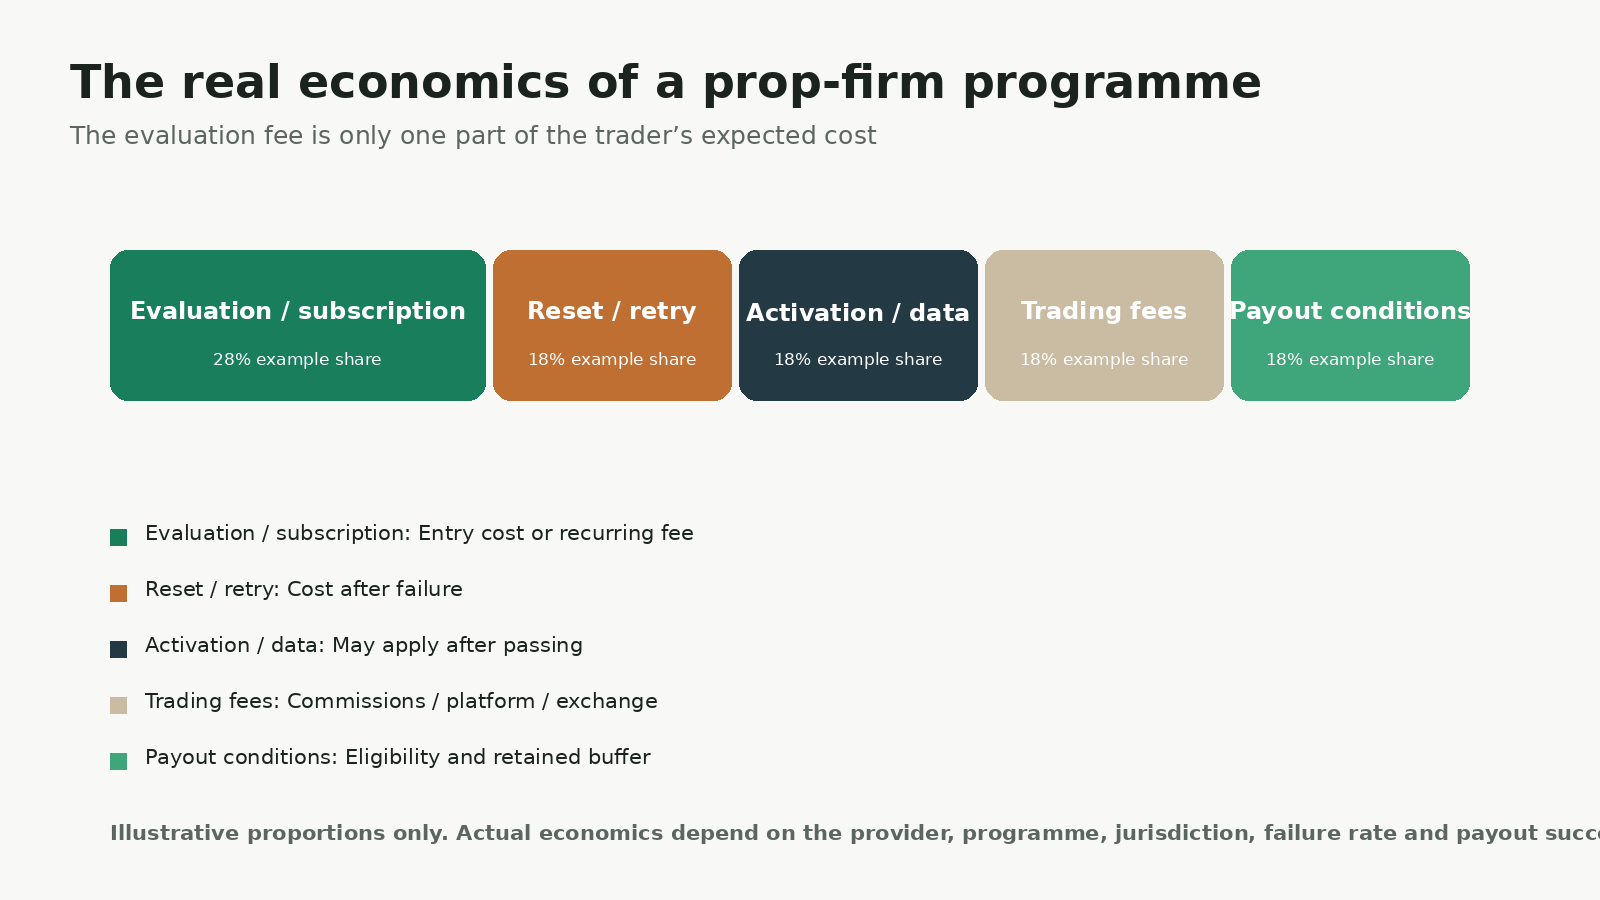 The real economics of a prop-firm programme
The evaluation fee is only one part of the trader’s expected cost
Evaluation / subscription
28% example share
Reset / retry
18% example share
Activation / data
18% example share
Trading fees
18% example share
Payout conditions
18% example share
Evaluation / subscription: Entry cost or recurring fee
Reset / retry: Cost after failure
Activation / data: May apply after passing
Trading fees: Commissions / platform / exchange
Payout conditions: Eligibility and retained buffer
Illustrative proportions only. Actual economics depend on the provider, programme, jurisdiction, failure rate and payout